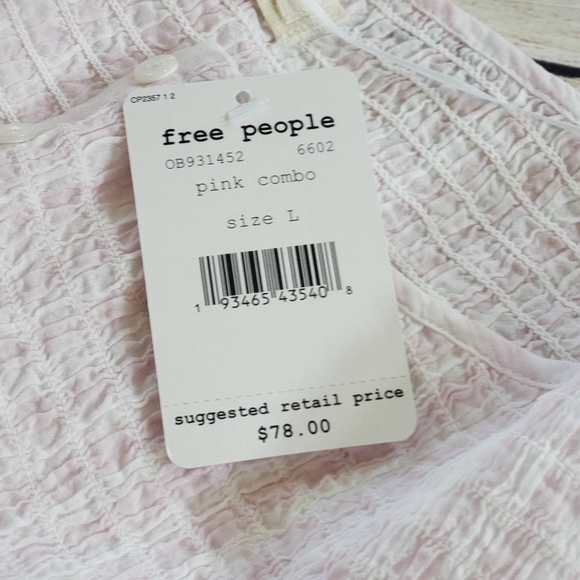 CP2357 1 2
free people
OB931452 6602
pink combo
size L
1 93465 43540 8
suggested retail price
$78.00